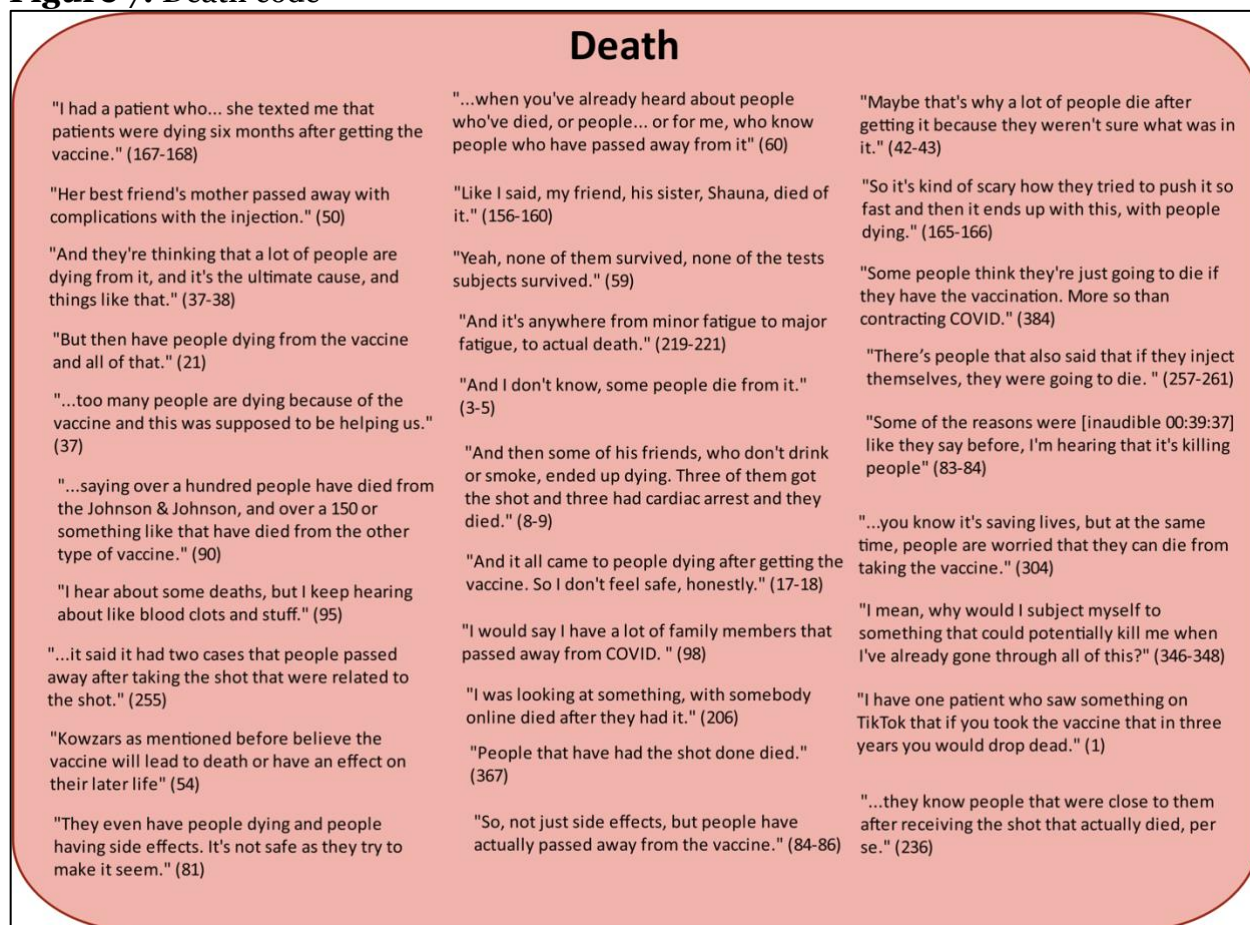 Figure 7. Death code
Death
"I had a patient who... she texted me that
patients were dying six months after getting the
vaccine." (167-168)
"Her best friend's mother passed away with
complications with the injection." (50)
"And they're thinking that a lot of people are
dying from it, and it's the ultimate cause, and
things like that." (37-38)
"But then have people dying from the vaccine
and all of that." (21)
"...too many people are dying because of the
vaccine and this was supposed to be helping us."
(37)
"...saying over a hundred people have died from
the Johnson & Johnson, and over a 150 or
something like that have died from the other
type of vaccine." (90)
"I hear about some deaths, but I keep hearing
about like blood clots and stuff." (95)
"...it said it had two cases that people passed
away after taking the shot that were related to
the shot." (255)
"Kowzars as mentioned before believe the
vaccine will lead to death or have an effect on
their later life" (54)
"They even have people dying and people
having side effects. It's not safe as they try to
make it seem." (81)
"...when you've already heard about people
who've died, or people... or for me, who know
people who have passed away from it" (60)
"Like I said, my friend, his sister, Shauna, died of
it." (156-160)
"Yeah, none of them survived, none of the tests
subjects survived." (59)
"And it's anywhere from minor fatigue to major
fatigue, to actual death." (219-221)
"And I don't know, some people die from it."
(3-5)
"And then some of his friends, who don't drink
or smoke, ended up dying. Three of them got
the shot and three had cardiac arrest and they
died." (8-9)
"And it all came to people dying after getting the
vaccine. So I don't feel safe, honestly." (17-18)
"I would say I have a lot of family members that
passed away from COVID. " (98)
"I was looking at something, with somebody
online died after they had it." (206)
"People that have had the shot done died."
(367)
"So, not just side effects, but people have
actually passed away from the vaccine." (84-86)
"Maybe that's why a lot of people die after
getting it because they weren't sure what was in
it." (42-43)
"So it's kind of scary how they tried to push it so
fast and then it ends up with this, with people
dying." (165-166)
"Some people think they're just going to die if
they have the vaccination. More so than
contracting COVID." (384)
"There's people that also said that if they inject
themselves, they were going to die. " (257-261)
"Some of the reasons were [inaudible 00:39:37]
like they say before, I'm hearing that it's killing
people" (83-84)
"...you know it's saving lives, but at the same
time, people are worried that they can die from
taking the vaccine." (304)
"I mean, why would I subject myself to
something that could potentially kill me when
I've already gone through all of this?" (346-348)
"I have one patient who saw something on
TikTok that if you took the vaccine that in three
years you would drop dead." (1)
"...they know people that were close to them
after receiving the shot that actually died, per
se." (236)